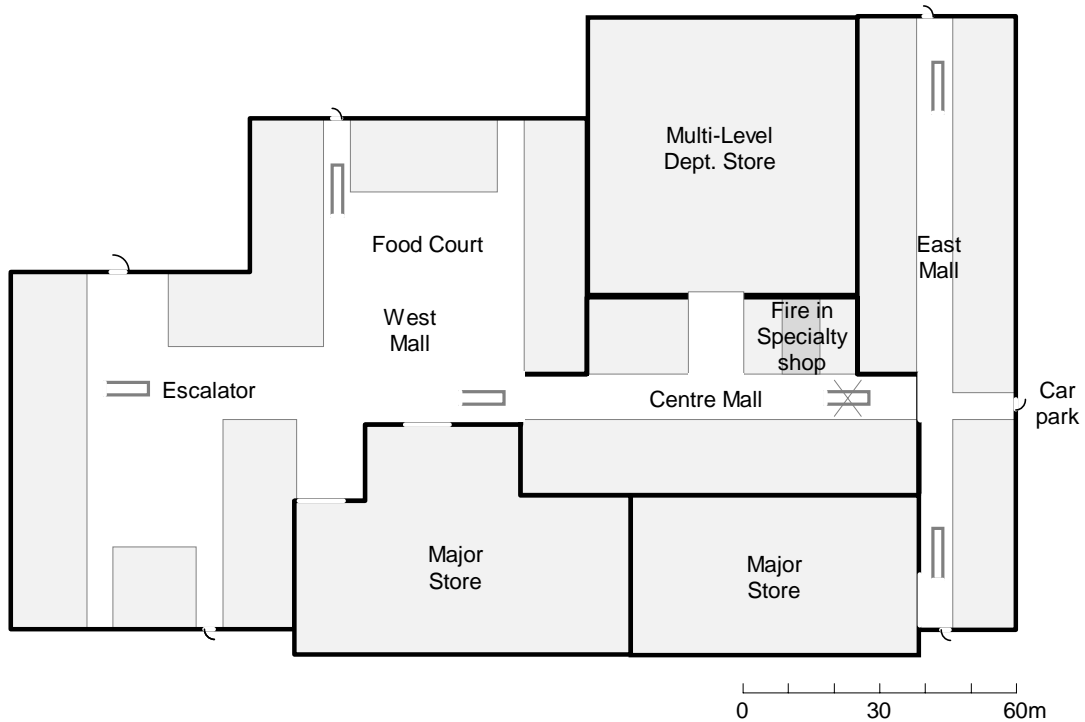 Multi-Level
Dept. Store
Food Court
East
Mall
West
Mall
Fire in
Specialty
shop
Escalator
Centre Mall
Car
park
Major
Store
Major
Store
0
30
60m